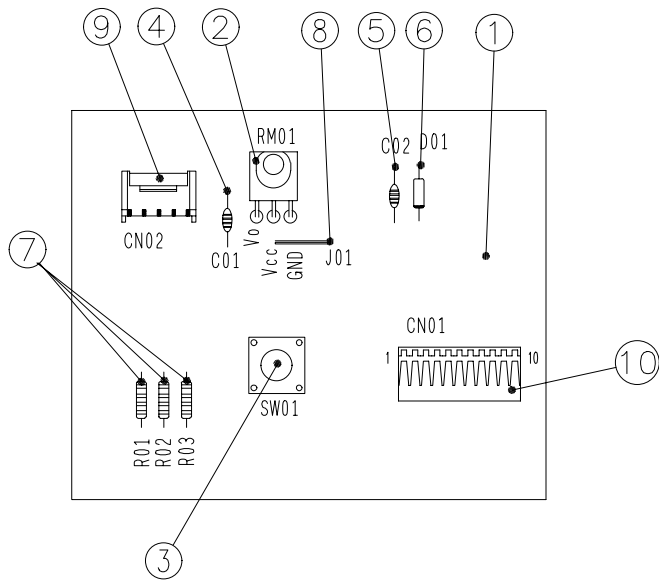 9 4 2 8 5 6 1
RM01
C02 D01
CN02
C01
Vo
Vcc
GND
J01
7
CN01
1 10
10
SW01
R01
R02
R03
3